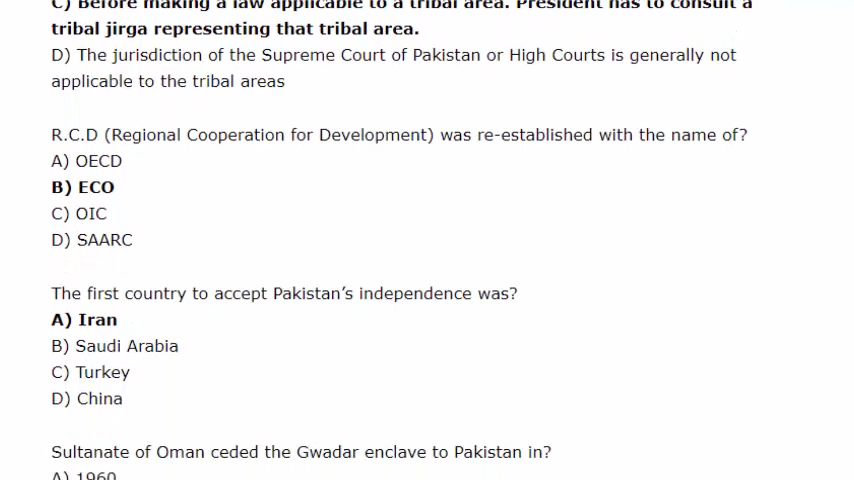 C) Before making a law applicable to a tribal area. President has to consult a
tribal jirga representing that tribal area.
D) The jurisdiction of the Supreme Court of Pakistan or High Courts is generally not
applicable to the tribal areas
R.C.D (Regional Cooperation for Development) was re-established with the name of?
A) OECD
B) ECO
C) OIC
D) SAARC
The first country to accept Pakistan’s independence was?
A) Iran
B) Saudi Arabia
C) Turkey
D) China
Sultanate of Oman ceded the Gwadar enclave to Pakistan in?
A) 1960